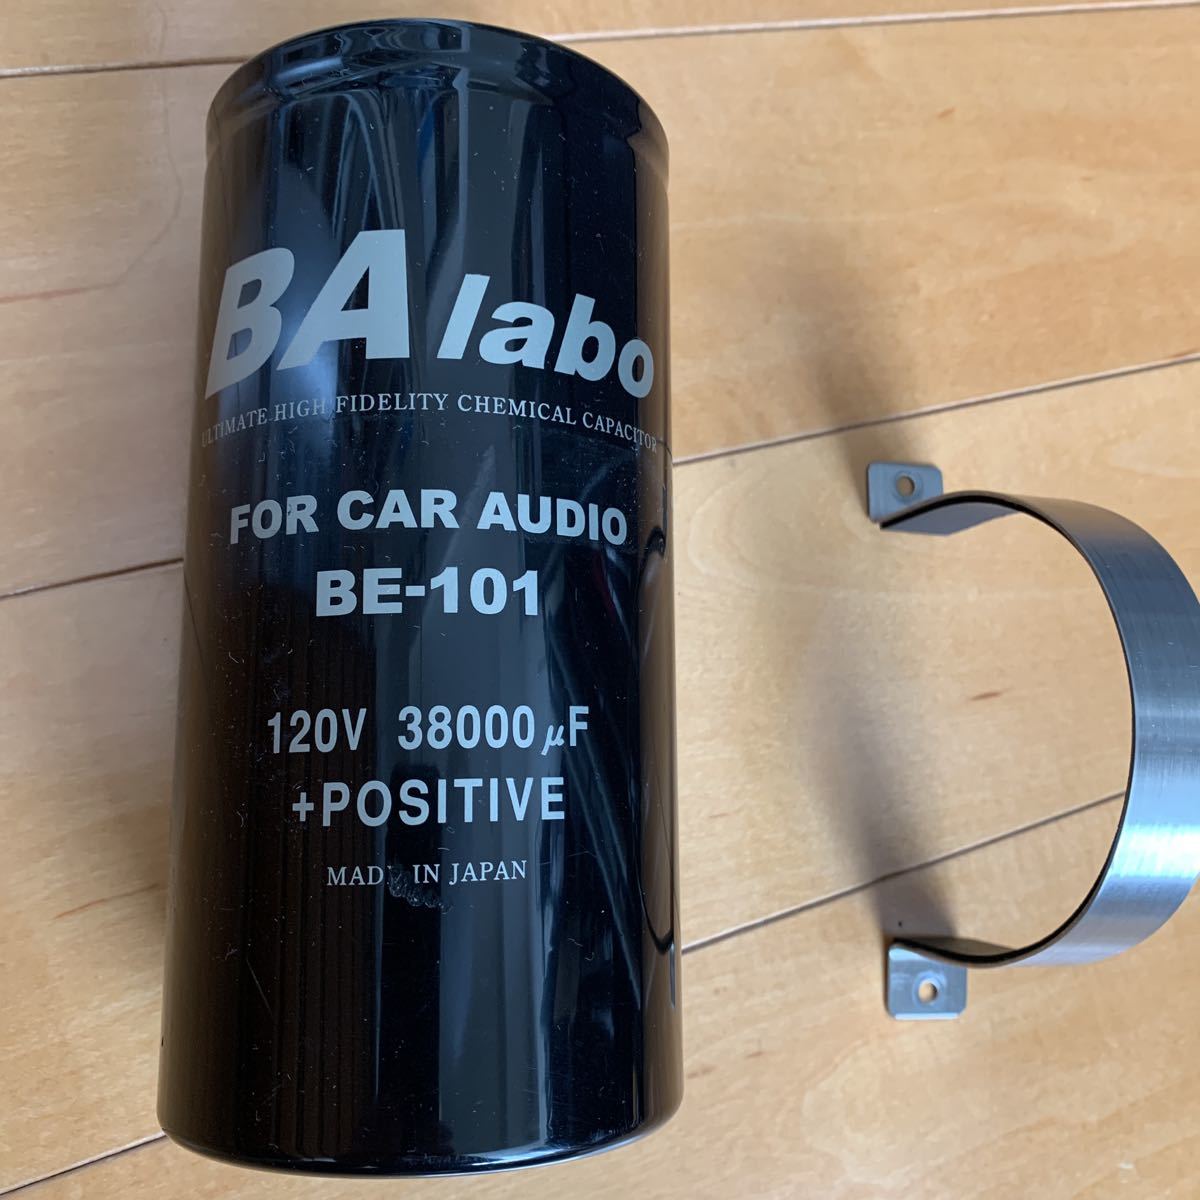 BA labo
ULTIMATE HIGH FIDELITY CHEMICAL CAPACITOR
FOR CAR AUDIO
BE-101
120V 38000μF
+POSITIVE
MADE IN JAPAN